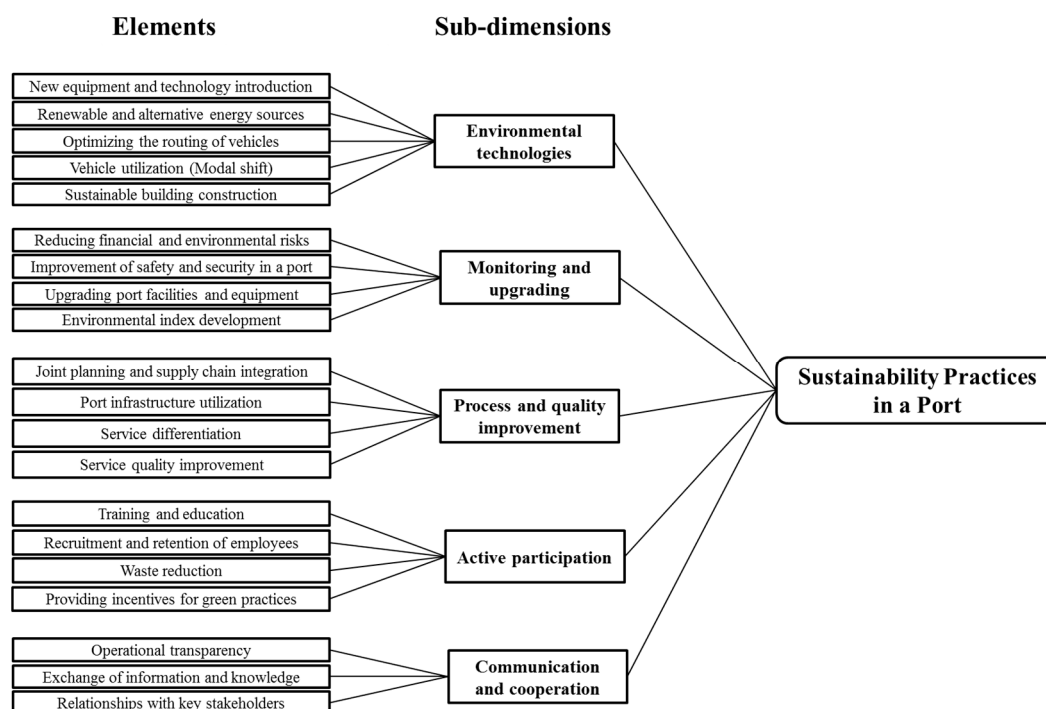 Elements
Sub-dimensions
New equipment and technology introduction
Renewable and alternative energy sources
Optimizing the routing of vehicles
Vehicle utilization (Modal shift)
Sustainable building construction
Environmental
technologies
Reducing financial and environmental risks
Improvement of safety and security in a port
Upgrading port facilities and equipment
Environmental index development
Monitoring and
upgrading
Joint planning and supply chain integration
Port infrastructure utilization
Service differentiation
Service quality improvement
Process and quality
improvement
Training and education
Recruitment and retention of employees
Waste reduction
Providing incentives for green practices
Active participation
Operational transparency
Exchange of information and knowledge
Relationships with key stakeholders
Communication
and cooperation
Sustainability Practices
in a Port